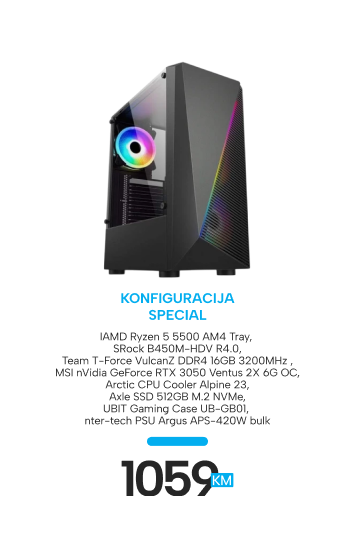 KONFIGURACIJA
SPECIAL
IAMD Ryzen 5 5500 AM4 Tray,
SRock B450M-HDV R4.0,
Team T-Force VulcanZ DDR4 16GB 3200MHz ,
MSI nVidia GeForce RTX 3050 Ventus 2X 6G OC,
Arctic CPU Cooler Alpine 23,
Axle SSD 512GB M.2 NVMe,
UBIT Gaming Case UB-GB01,
nter-tech PSU Argus APS-420W bulk
1059 KM